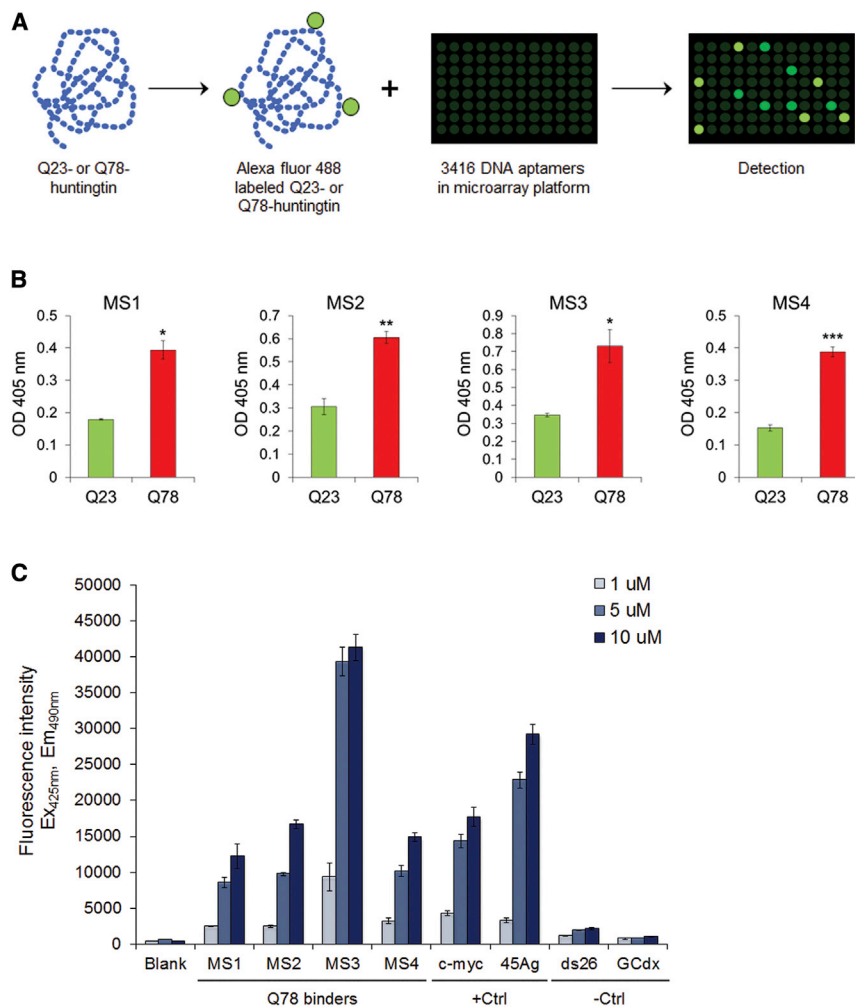 A
+
Q23- or Q78-
huntingtin
Alexa fluor 488
labeled Q23- or
Q78-huntingtin
3416 DNA aptamers
in microarray platform
Detection
B
MS1
*
OD 405 nm
0.5
0.4
0.3
0.2
0.1
0
Q23 Q78
MS2
**
OD 405 nm
0.7
0.6
0.5
0.4
0.3
0.2
0.1
0
Q23 Q78
MS3
*
OD 405 nm
0.9
0.8
0.7
0.6
0.5
0.4
0.3
0.2
0.1
0
Q23 Q78
MS4
***
OD 405 nm
0.5
0.4
0.3
0.2
0.1
0
Q23 Q78
C
Fluorescence intensity
Ex425nm, Em490nm
50000
45000
40000
35000
30000
25000
20000
15000
10000
5000
0
1 uM
5 uM
10 uM
Blank MS1 MS2 MS3 MS4 c-myc 45Ag ds26 GCdx
Q78 binders +Ctrl -Ctrl